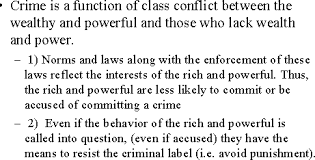 • Crime is a function of class conflict between the
wealthy and powerful and those who lack wealth
and power.
– 1) Norms and laws along with the enforcement of these
laws reflect the interests of the rich and powerful. Thus,
the rich and powerful are less likely to commit or be
accused of committing a crime
– 2)  Even if the behavior of the rich and powerful is
called into question, (even if accused) they have the
means to resist the criminal label (i.e. avoid punishment).